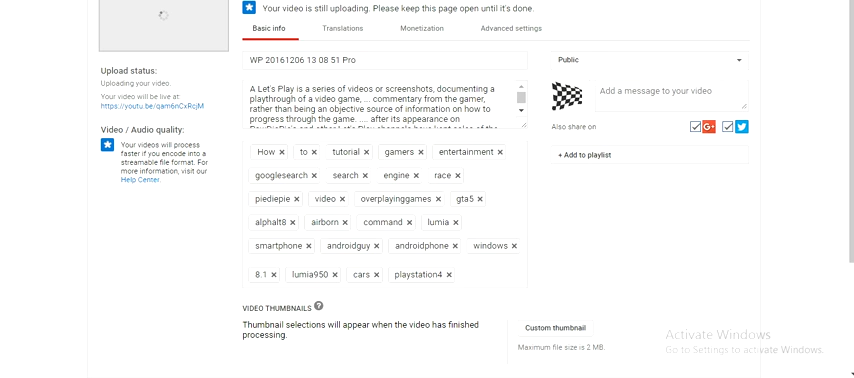 Your video is still uploading. Please keep this page open until it's done.
Basic info Translations Monetization Advanced settings
WP 20161206 13 08 51 Pro
A Let's Play is a series of videos or screenshots, documenting a
playthrough of a video game, ... commentary from the gamer,
rather than being an objective source of information on how to
progress through the game. .... after its appearance on
How × to × tutorial × gamers × entertainment ×
googlesearch × search × engine × race ×
piediepie × video × overplayinggames × gta5 ×
alphalt8 × airborn × command × lumia ×
smartphone × androidguy × androidphone × windows ×
8.1 × lumia950 × cars × playstation4 ×
VIDEO THUMBNAILS ?
Thumbnail selections will appear when the video has finished
processing.
Custom thumbnail
Maximum file size is 2 MB.
Upload status:
Uploading your video.
Your video will be live at:
https://youtu.be/qam6nCxRcjM
Video / Audio quality:
Your videos will process
faster if you encode into a
streamable file format. For
more information, visit our
Help Center.
Public
Add a message to your video
Also share on
G+
+ Add to playlist
Activate Windows
Go to Settings to activate Windows.